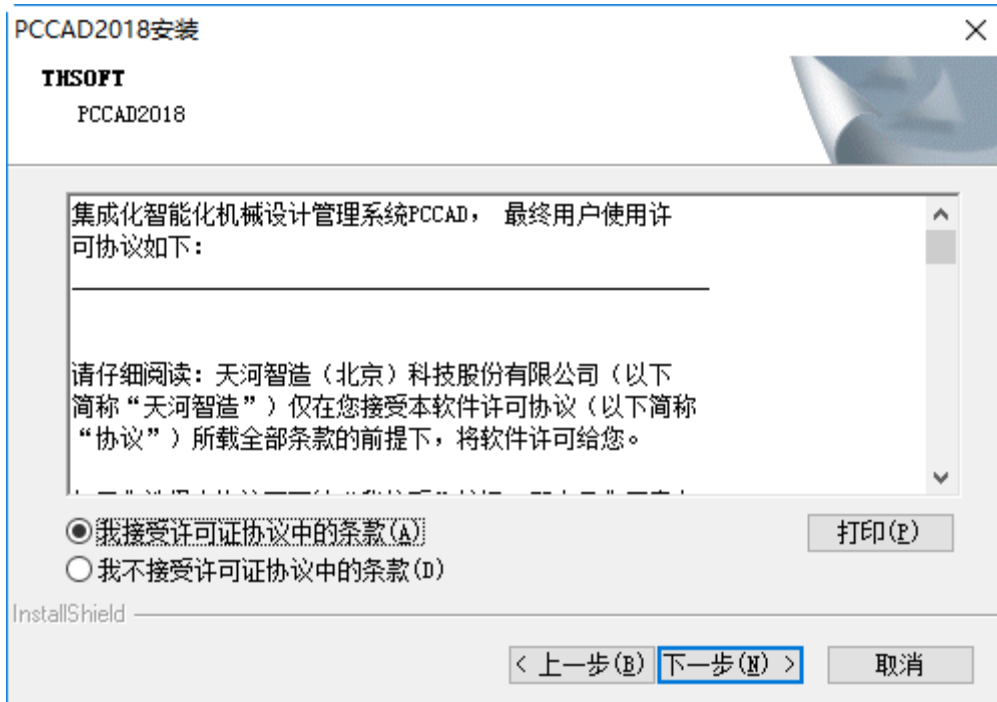 PCCAD2018安装
THSOFT
PCCAD2018
集成化智能化机械设计管理系统PCCAD， 最终用户使用许
可协议如下：
请仔细阅读：天河智造（北京）科技股份有限公司（以下
简称“天河智造”）仅在您接受本软件许可协议（以下简称
“协议”）所载全部条款的前提下，将软件许可给您。
我接受许可证协议中的条款(A)
打印(P)
我不接受许可证协议中的条款(D)
InstallShield
< 上一步(B)
下一步(N) >
取消